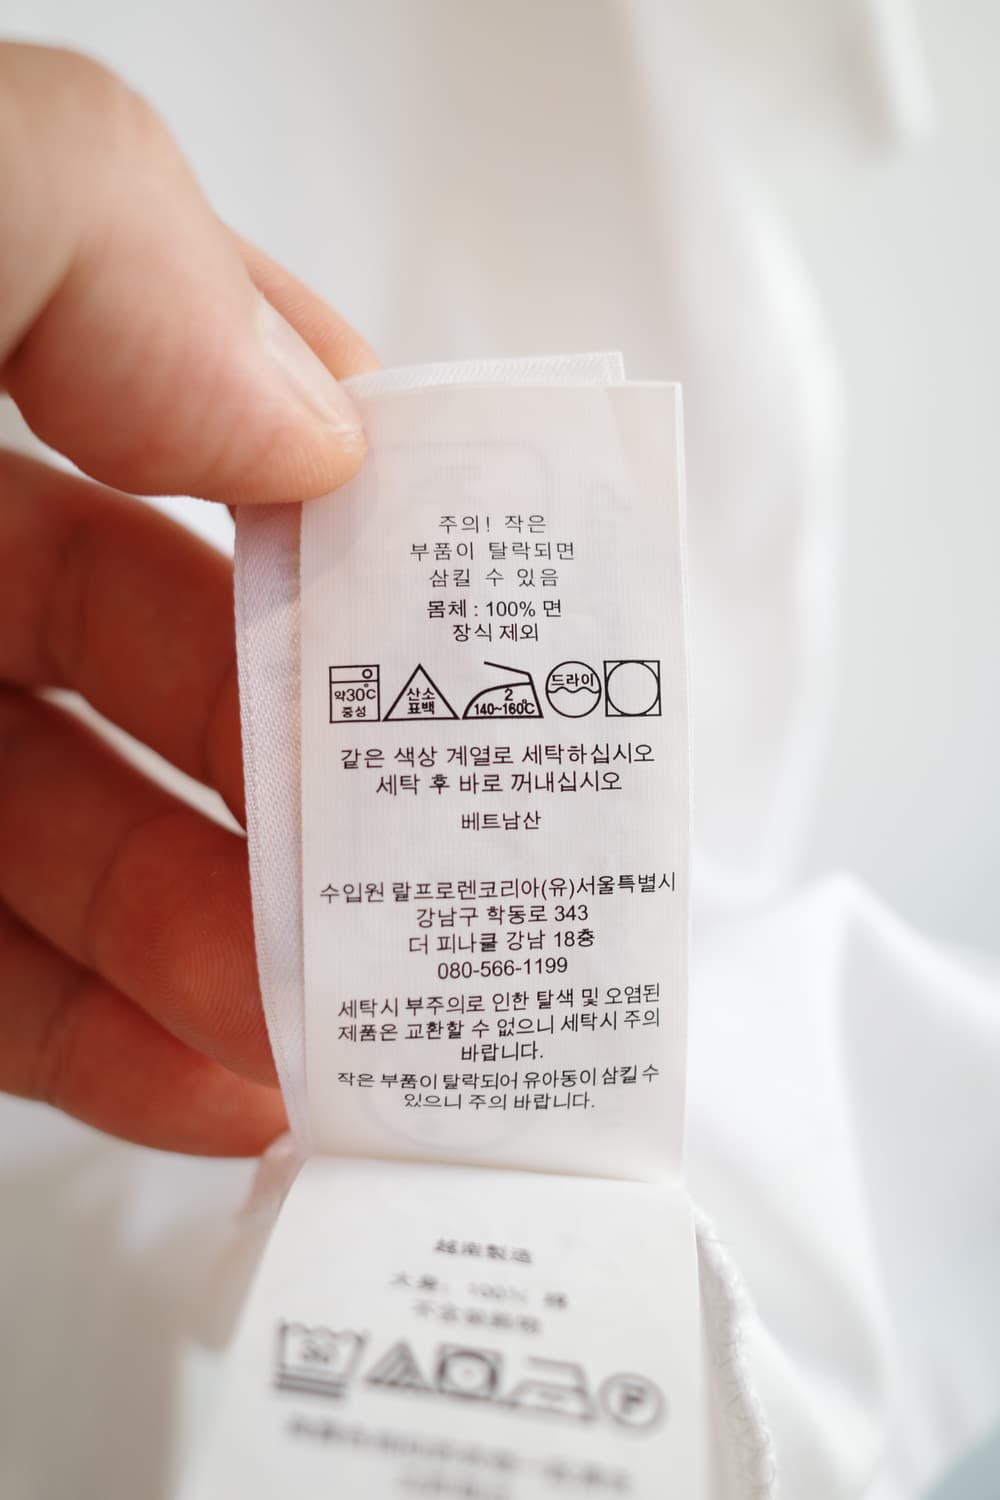 주의! 작은
부품이 탈락되면
삼킬 수 있음
몸체 : 100% 면
장식 제외
약30℃
중성
산소
표백
2
140~160℃
드라이
같은 색상 계열로 세탁하십시오
세탁 후 바로 꺼내십시오
베트남산
수입원 랄프로렌코리아(유)서울특별시
강남구 학동로 343
더 피나클 강남 18층
080-566-1199
세탁시 부주의로 인한 탈색 및 오염된
제품은 교환할 수 없으니 세탁시 주의
바랍니다.
작은 부품이 탈락되어 유아동이 삼킬 수
있으니 주의 바랍니다.
越南製造
100% 綿
30
F